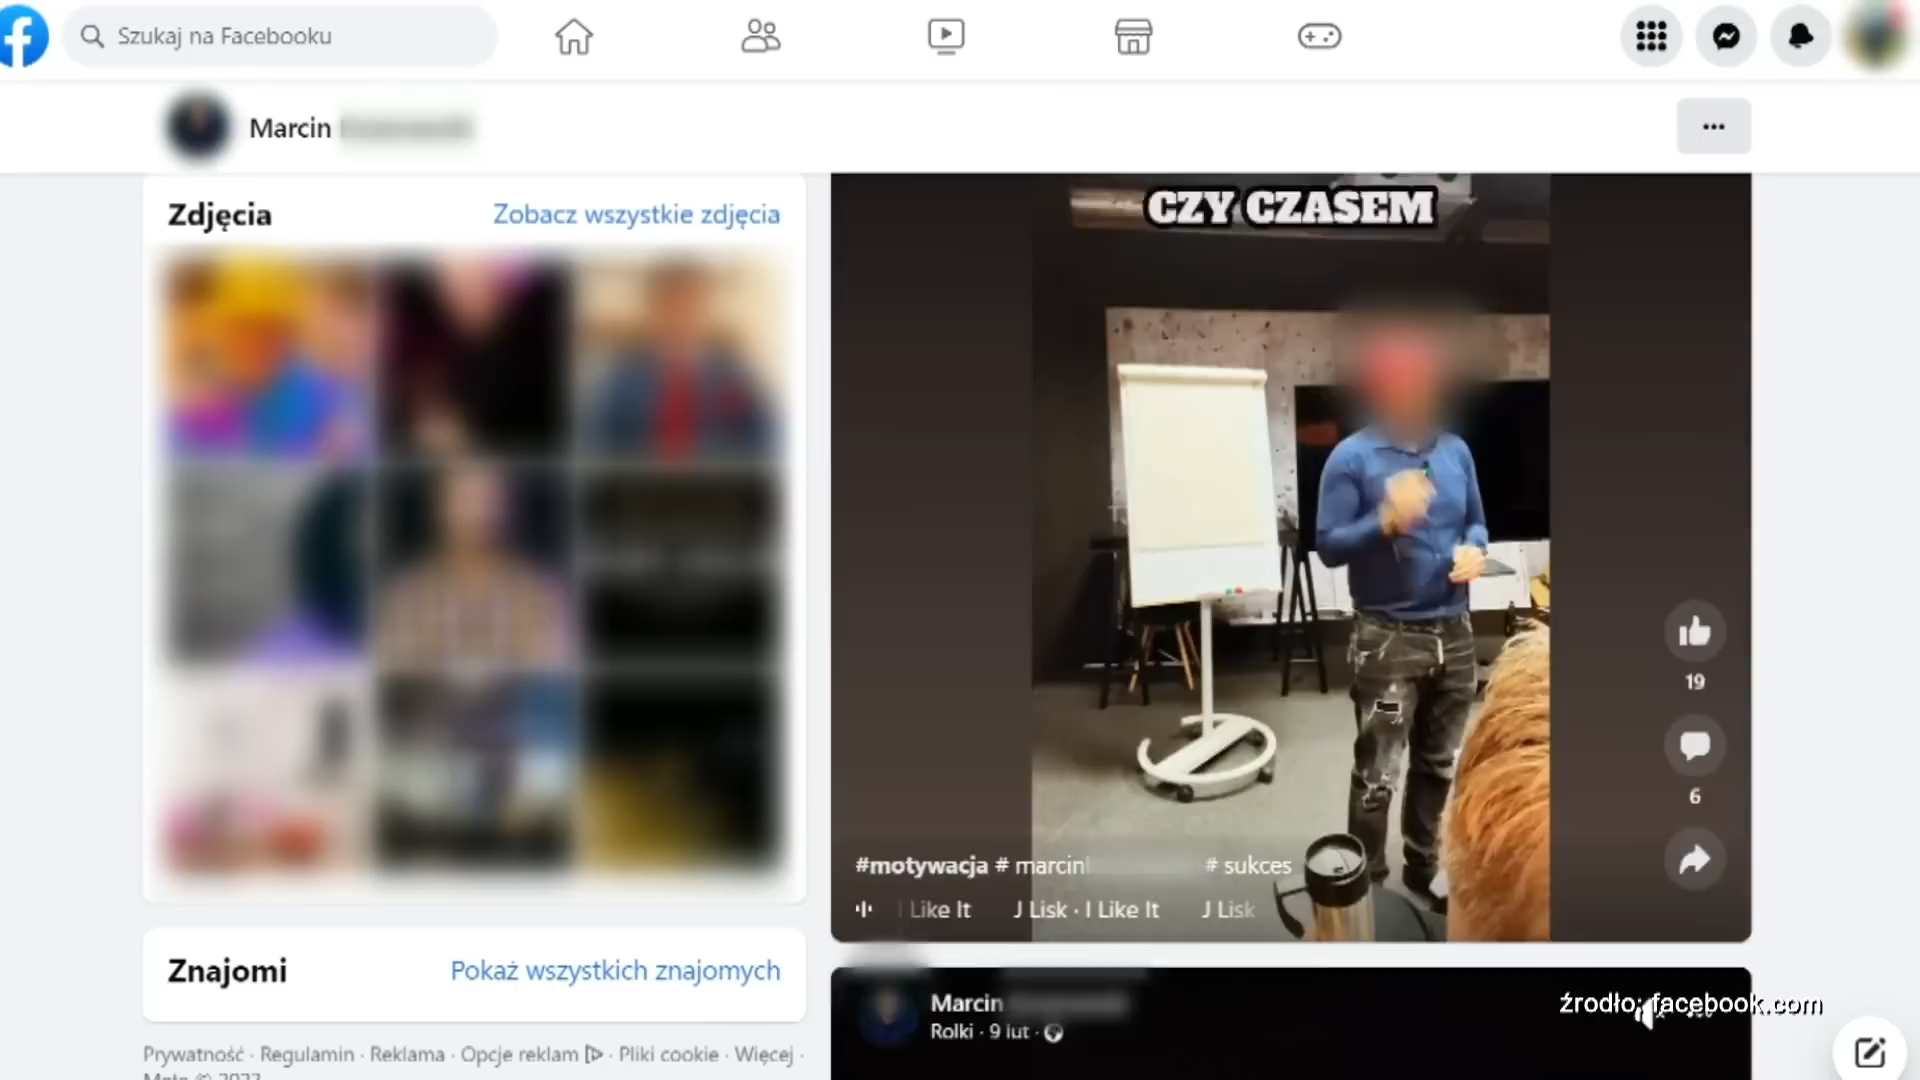 Szukaj na Facebooku
Marcin
Zdjęcia
Zobacz wszystkie zdjęcia
CZY CZASEM
19
6
#motywacja # marcin # sukces
I Like It J Lisk · I Like It J Lisk
Znajomi
Pokaż wszystkich znajomych
Marcin
Rolki · 9 lut ·
źrodło: facebook.com
Prywatność · Regulamin · Reklama · Opcje reklam · Pliki cookie · Więcej ·
Meta © 2023